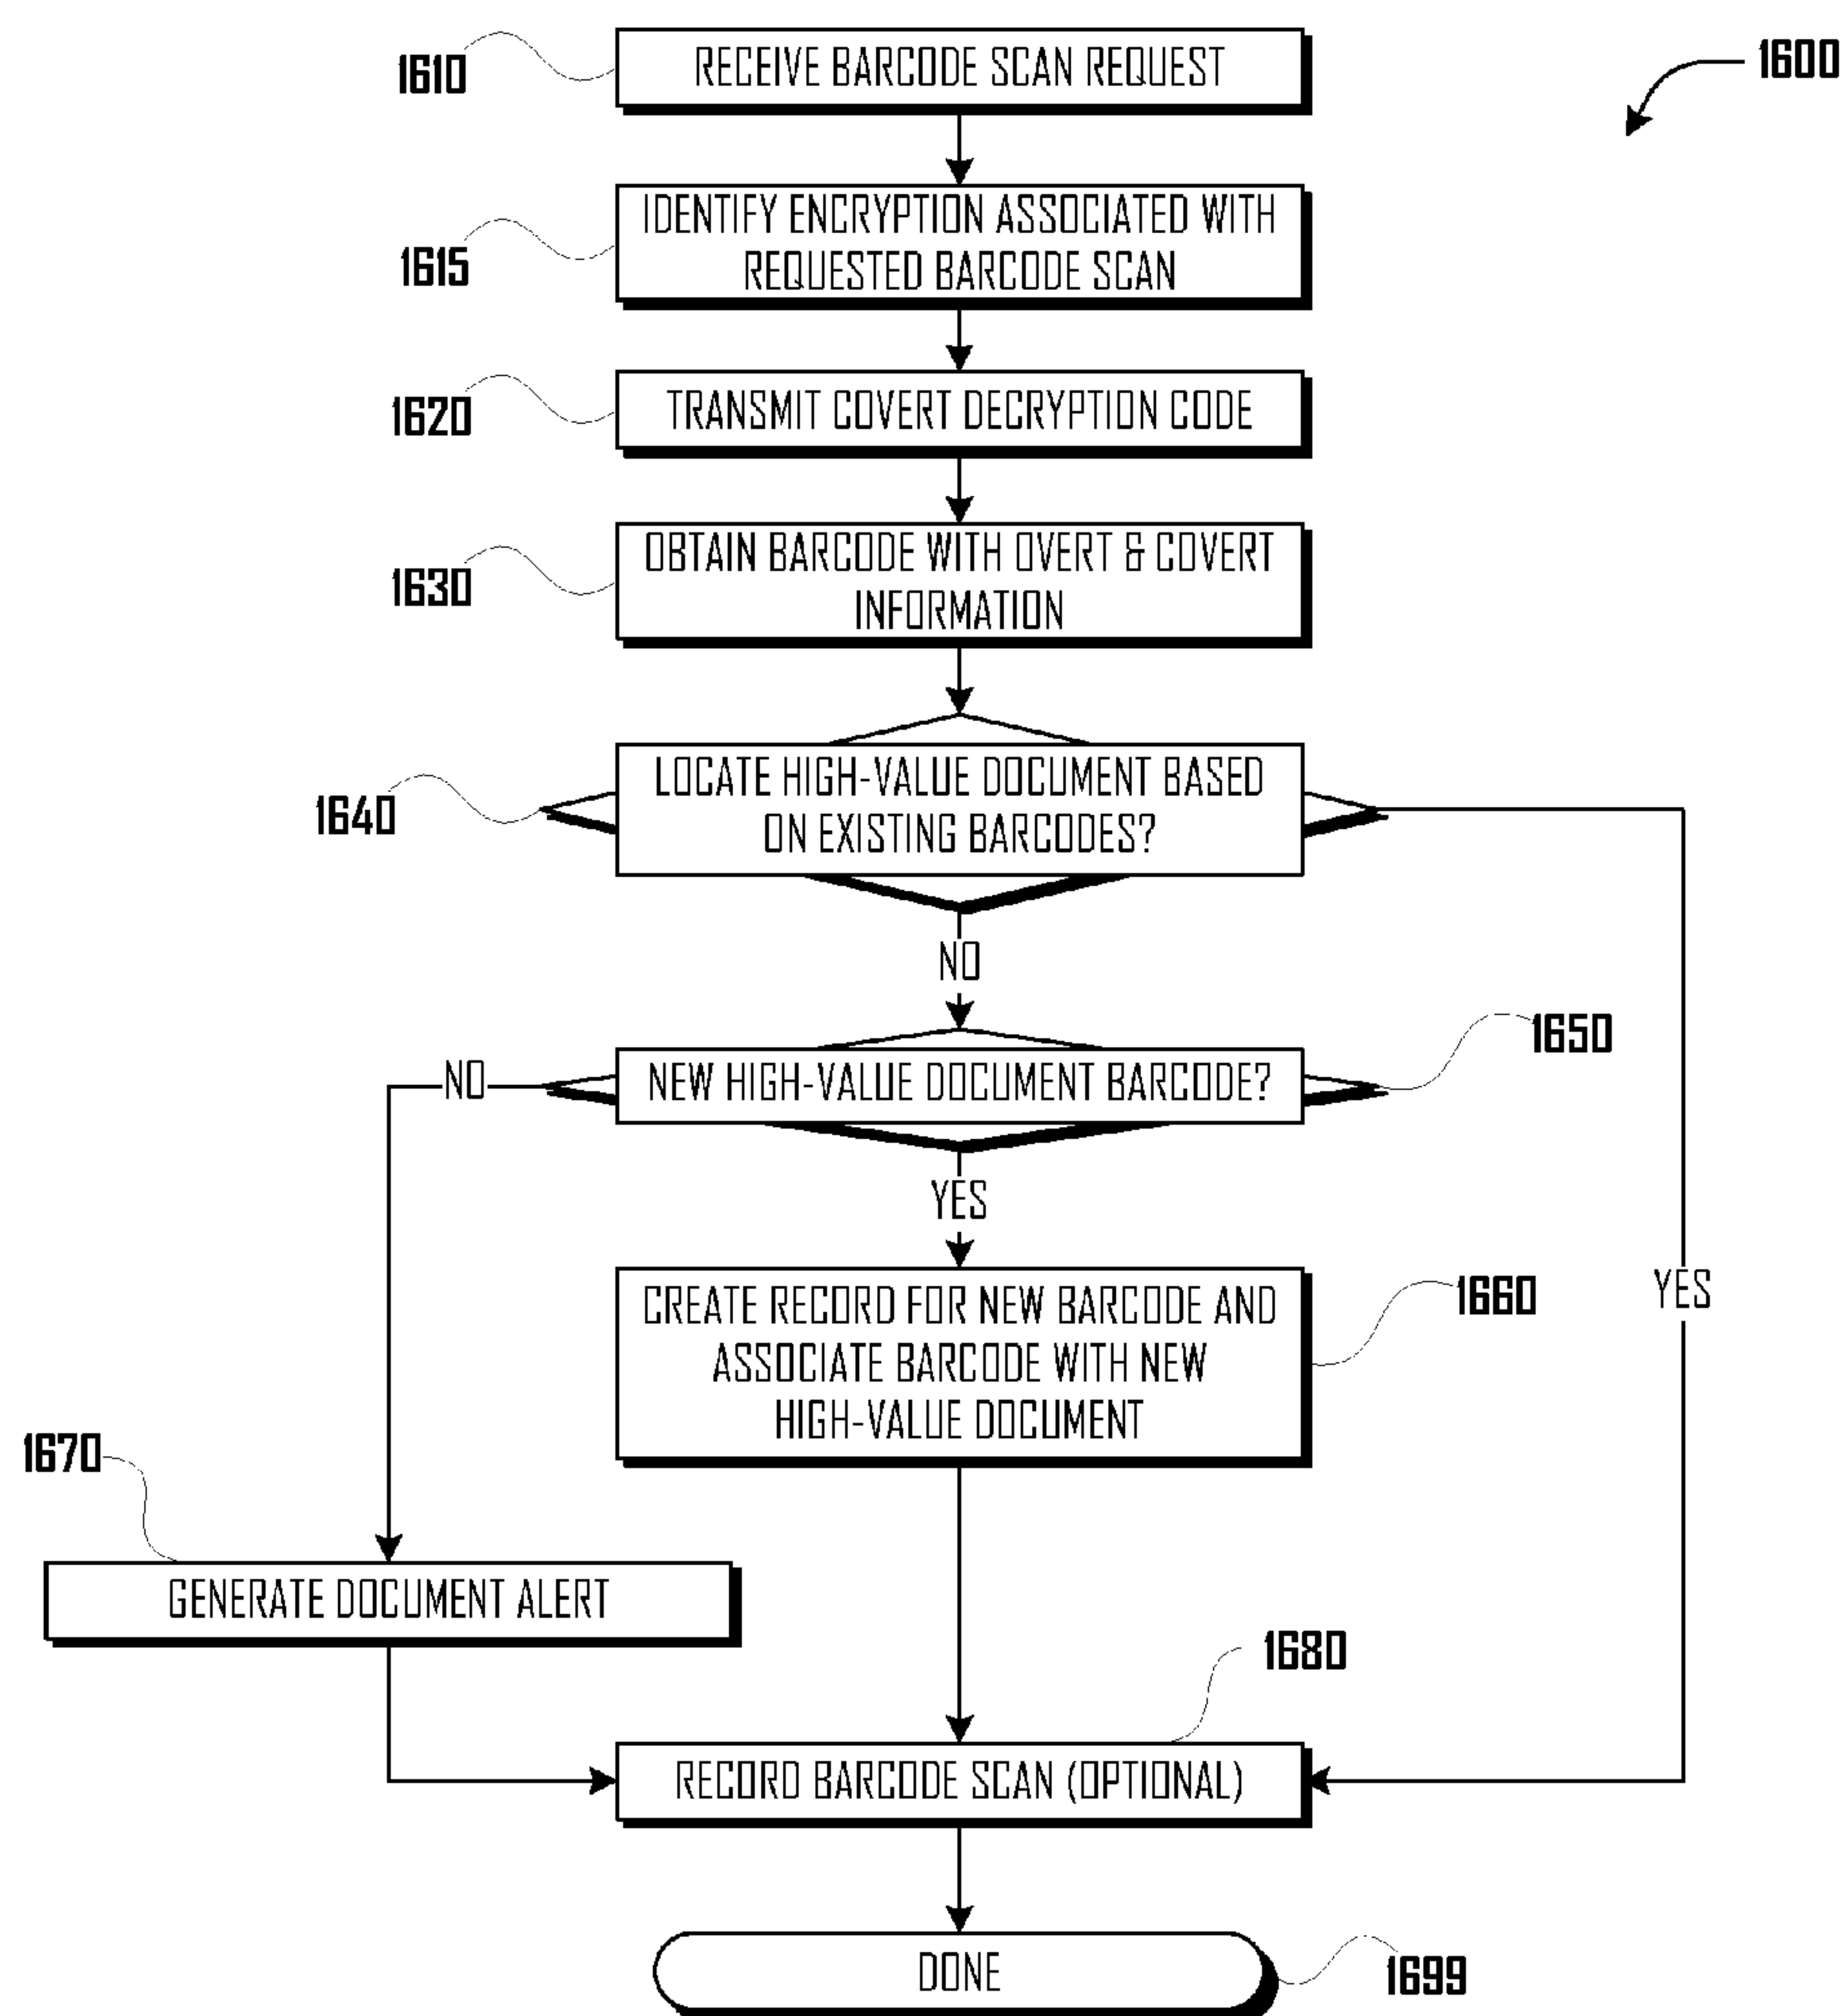 1600
1610
RECEIVE BARCODE SCAN REQUEST
1615
IDENTIFY ENCRYPTION ASSOCIATED WITH
REQUESTED BARCODE SCAN
1620
TRANSMIT COVERT DECRYPTION CODE
1630
OBTAIN BARCODE WITH OVERT & COVERT
INFORMATION
1640
LOCATE HIGH-VALUE DOCUMENT BASED
ON EXISTING BARCODES?
NO
1650
NO
NEW HIGH-VALUE DOCUMENT BARCODE?
YES
1660
CREATE RECORD FOR NEW BARCODE AND
ASSOCIATE BARCODE WITH NEW
HIGH-VALUE DOCUMENT
YES
1670
GENERATE DOCUMENT ALERT
1680
RECORD BARCODE SCAN (OPTIONAL)
DONE
1699